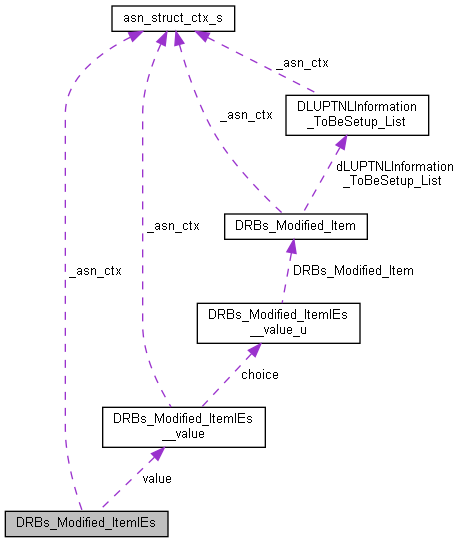 asn_struct_ctx_s
_asn_ctx
DLUPTNLInformation
_ToBeSetup_List
_asn_ctx
dLUPTNLInformation
_ToBeSetup_List
DRBs_Modified_Item
_asn_ctx
_asn_ctx
DRBs_Modified_Item
DRBs_Modified_ItemIEs
__value_u
choice
DRBs_Modified_ItemIEs
__value
value
DRBs_Modified_ItemIEs